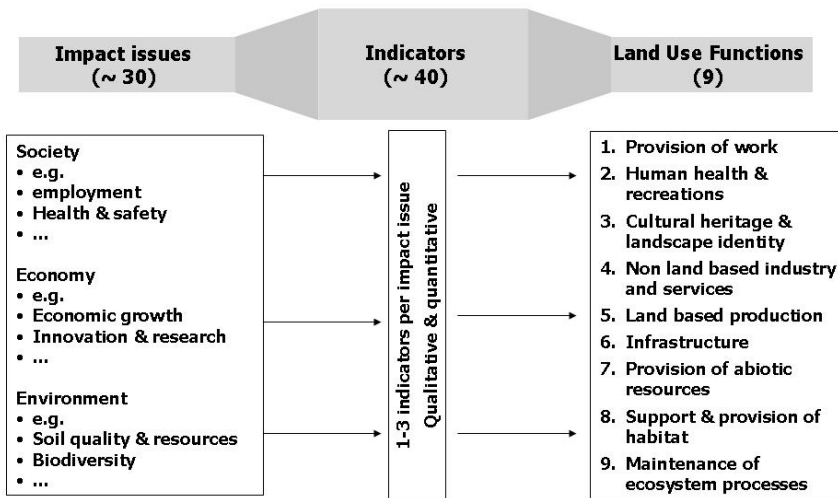 Impact issues
(~ 30)
Indicators
(~ 40)
Land Use Functions
(9)
Society
• e.g.
• employment
• Health & safety
• ...
Economy
• e.g.
• Economic growth
• Innovation & research
• ...
Environment
• e.g.
• Soil quality & resources
• Biodiversity
• ...
1-3 indicators per impact issue
Qualitative & quantitative
1. Provision of work
2. Human health &
recreations
3. Cultural heritage &
landscape identity
4. Non land based industry
and services
5. Land based production
6. Infrastructure
7. Provision of abiotic
resources
8. Support & provision of
habitat
9. Maintenance of
ecosystem processes